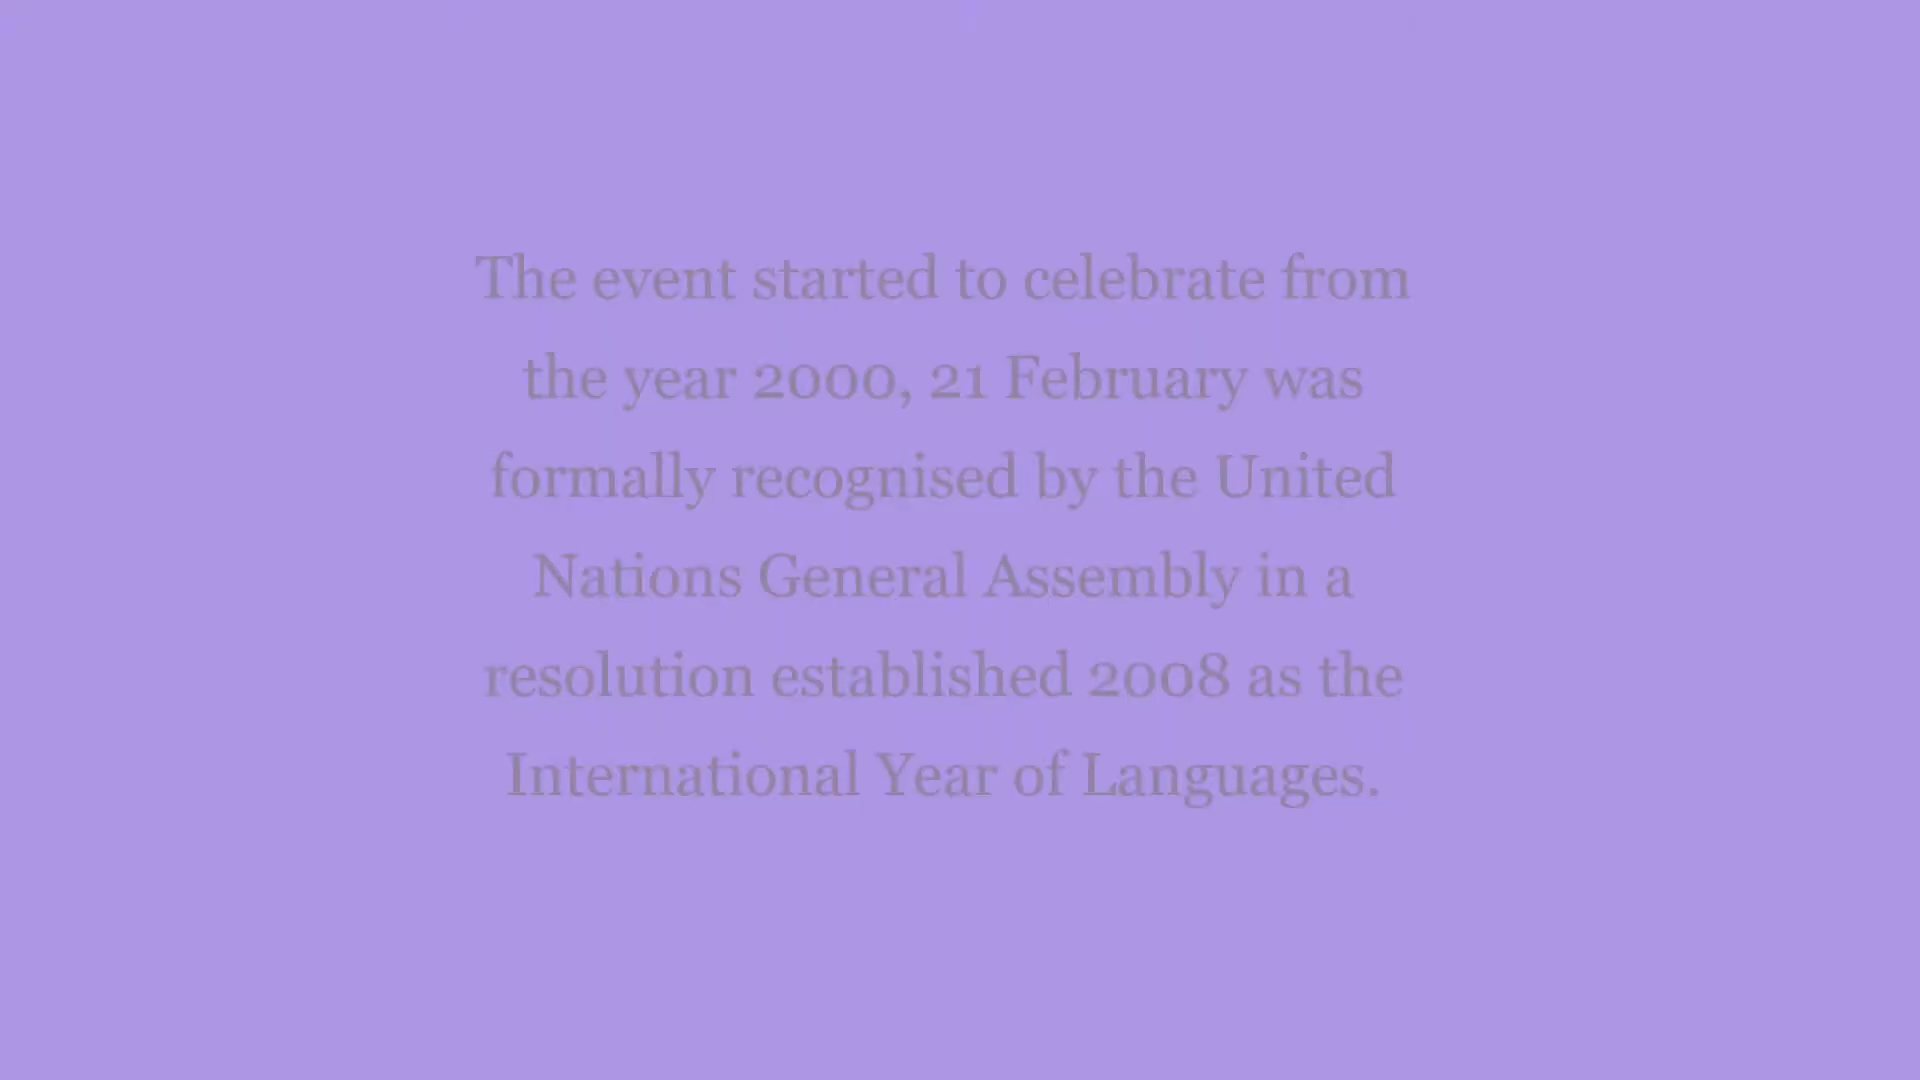 The event started to celebrate from
the year 2000, 21 February was
formally recognised by the United
Nations General Assembly in a
resolution established 2008 as the
International Year of Languages.